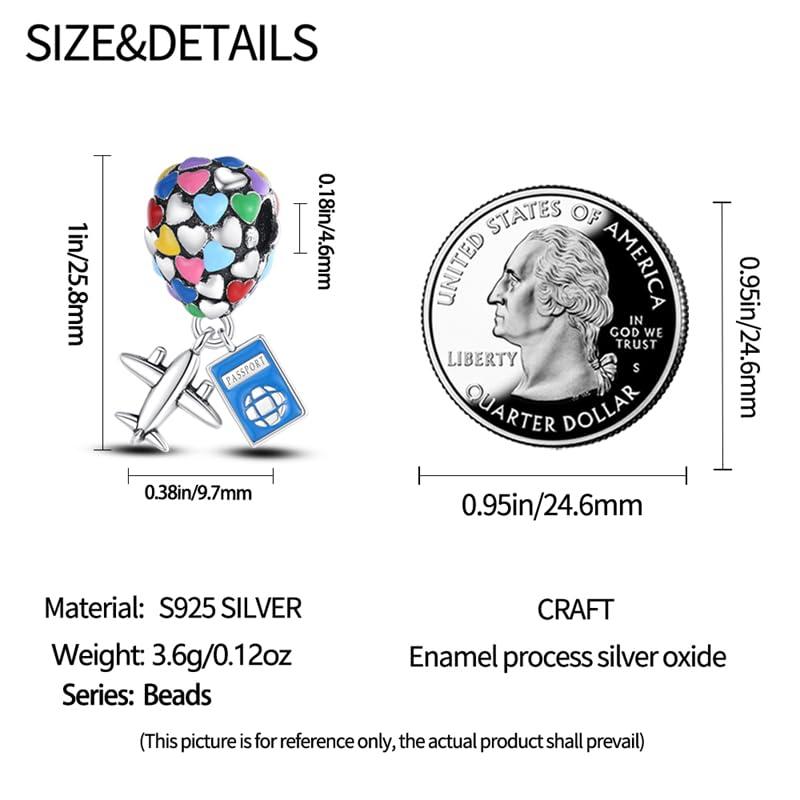 SIZE&DETAILS
1in/25.8mm
0.18in/4.6mm
PASSPORT
0.38in/9.7mm
UNITED STATES OF AMERICA
LIBERTY
IN
GOD WE
TRUST
S
QUARTER DOLLAR
0.95in/24.6mm
0.95in/24.6mm
Material: S925 SILVER
Weight: 3.6g/0.12oz
Series: Beads
CRAFT
Enamel process silver oxide
(This picture is for reference only, the actual product shall prevail)